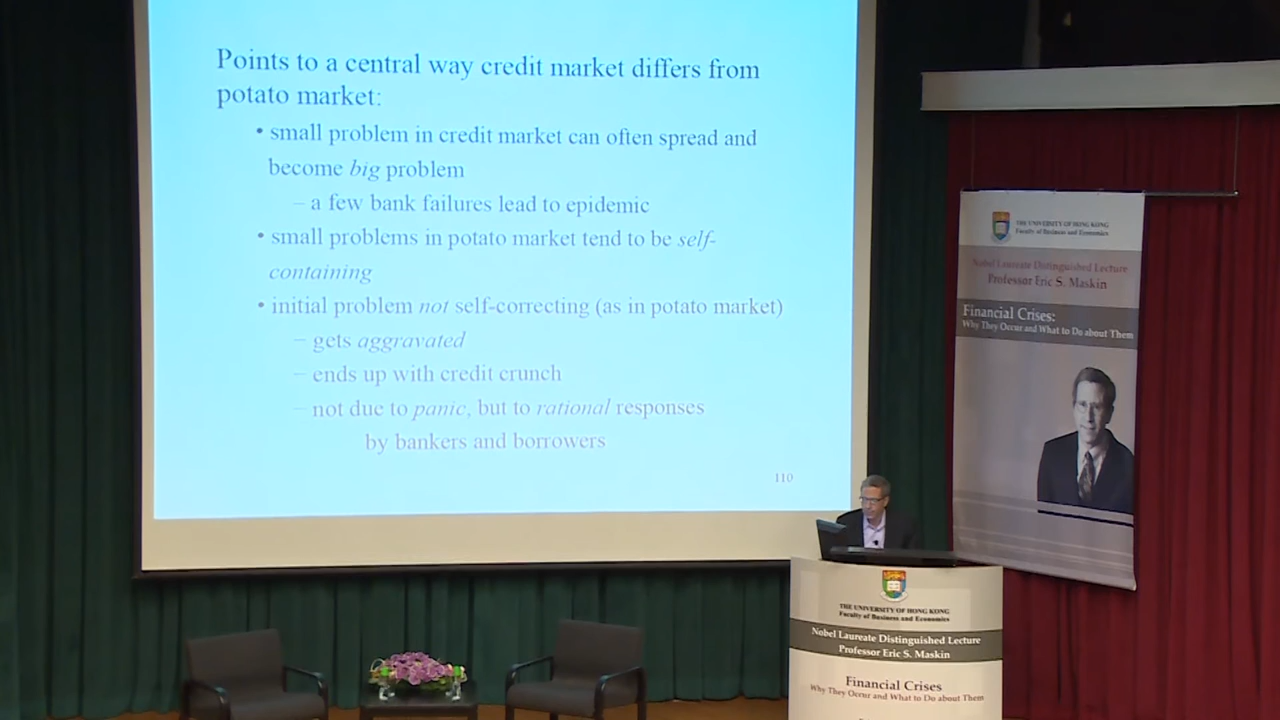 Points to a central way credit market differs from
potato market:
• small problem in credit market can often spread and
become big problem
– a few bank failures lead to epidemic
• small problems in potato market tend to be self-
containing
• initial problem not self-correcting (as in potato market)
– gets aggravated
– ends up with credit crunch
– not due to panic, but to rational responses
by bankers and borrowers
110
THE UNIVERSITY OF HONG KONG
Faculty of Business and Economics
Nobel Laureate Distinguished Lecture
Professor Eric S. Maskin
Financial Crises:
Why They Occur and What to Do about Them
THE UNIVERSITY OF HONG KONG
Faculty of Business and Economics
Nobel Laureate Distinguished Lecture
Professor Eric S. Maskin
Financial Crises
Why They Occur and What to Do about Them